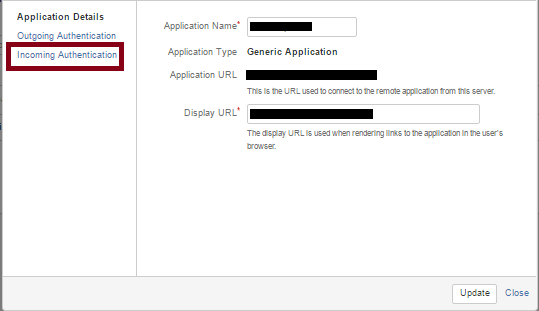 Application Details
Outgoing Authentication
Incoming Authentication
Application Name*
Application Type Generic Application
Application URL
This is the URL used to connect to the remote application from this server.
Display URL*
The display URL is used when rendering links to the application in the user's
browser.
Update Close